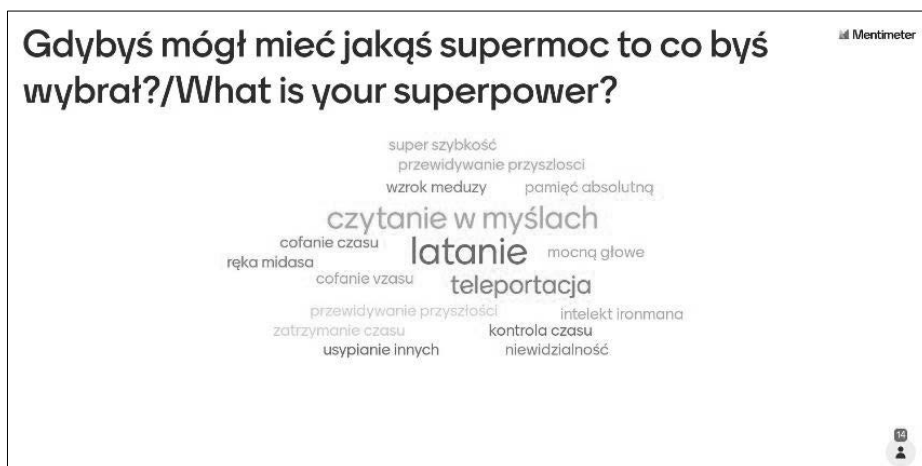 Gdybyś mógł mieć jakąś supermoc to co byś
wybrał?/What is your superpower?
Mentimeter
super szybkość
przewidywanie przyszlosci
wzrok meduzy
pamięć absolutną
czytanie w myślach
cofanie czasu
latanie
mocną głowe
ręka midasa
cofanie vzasu
teleportacja
przewidywanie przyszłości
intelekt ironmana
zatrzymanie czasu
kontrola czasu
usypianie innych
niewidzialność
14